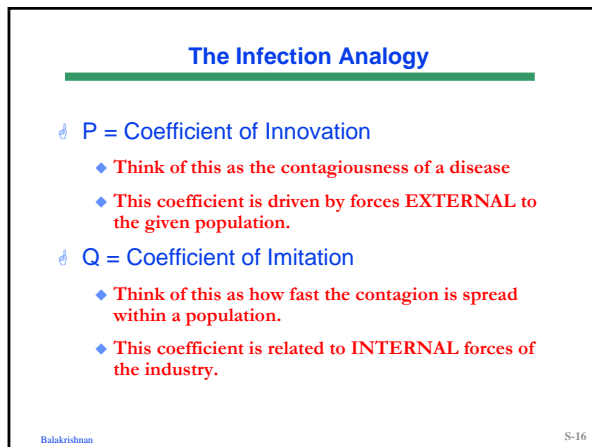 The Infection Analogy
P = Coefficient of Innovation
Think of this as the contagiousness of a disease
This coefficient is driven by forces EXTERNAL to
the given population.
Q = Coefficient of Imitation
Think of this as how fast the contagion is spread
within a population.
This coefficient is related to INTERNAL forces of
the industry.
Balakrishnan
S-16